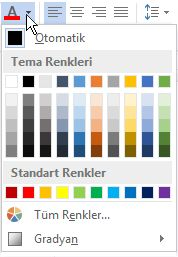 A
Otomatik
Tema Renkleri
Standart Renkler
Tüm Renkler...
Gradyan